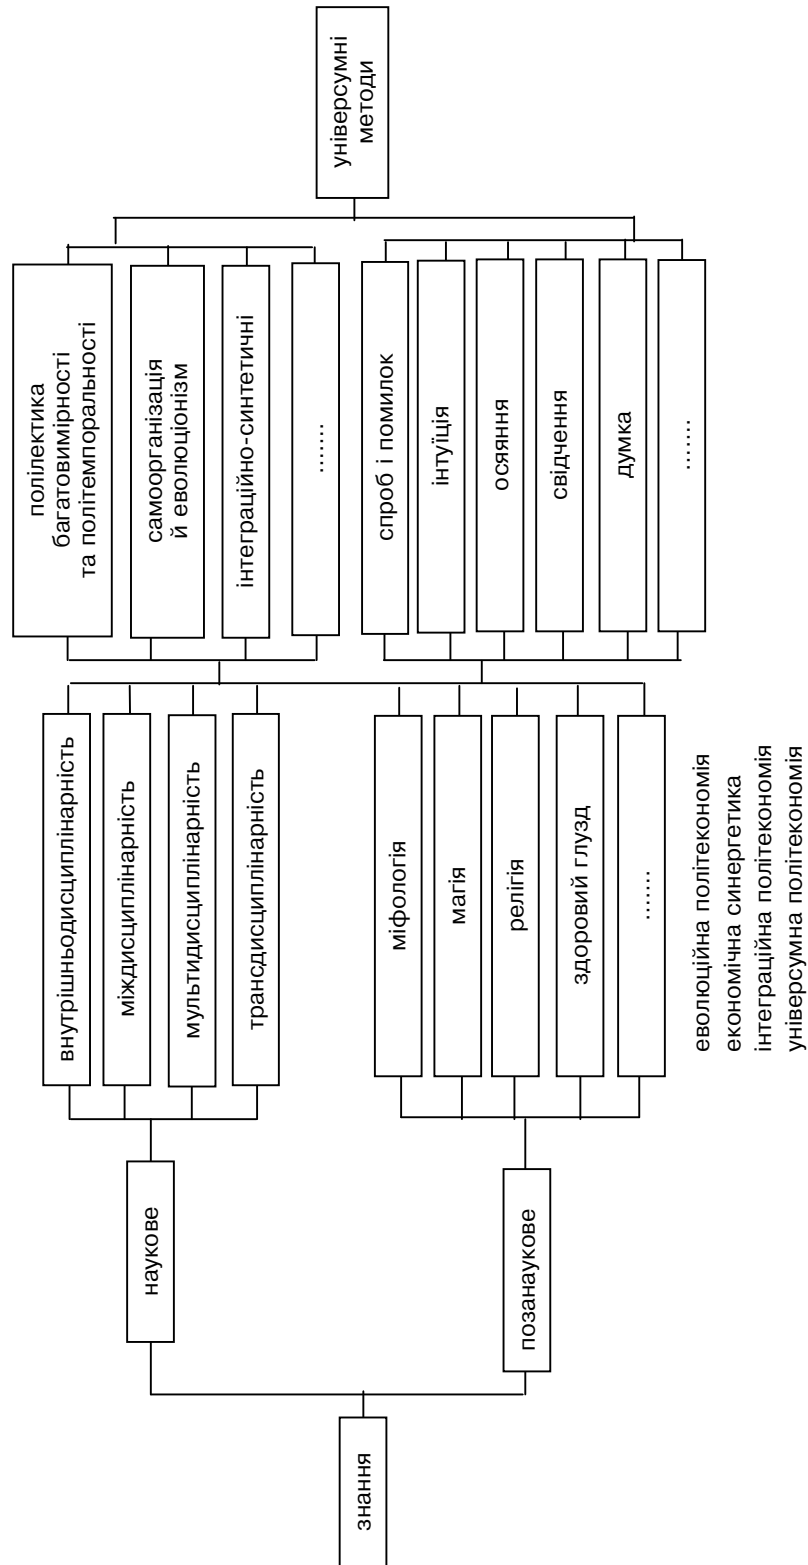 знання
наукове
позанаукове
внутрішньодисциплінарність
міждисциплінарність
мультидисциплінарність
трансдисциплінарність
міфологія
магія
релігія
здоровий глузд
.......
полілектика
багатовимірності
та політемпоральності
самоорганізація
й еволюціонізм
інтеграційно-синтетичні
.......
спроб і помилок
інтуїція
осяяння
свідчення
думка
.......
універсумні
методи
еволюційна політекономія
економічна синергетика
інтеграційна політекономія
універсумна політекономія